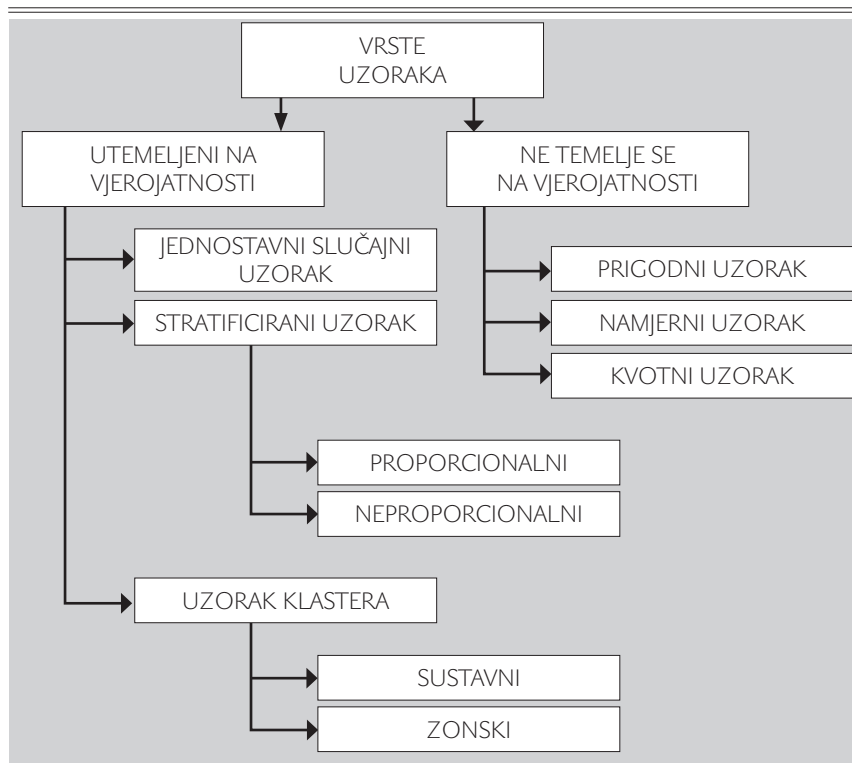 VRSTE
UZORAKA
UTEMELJENI NA
VJEROJATNOSTI
NE TEMELJE SE
NA VJEROJATNOSTI
JEDNOSTAVNI SLUČAJNI
UZORAK
STRATIFICIRANI UZORAK
PRIGODNI UZORAK
NAMJERNI UZORAK
KVOTNI UZORAK
PROPORCIONALNI
NEPROPORCIONALNI
UZORAK KLASTERA
SUSTAVNI
ZONSKI